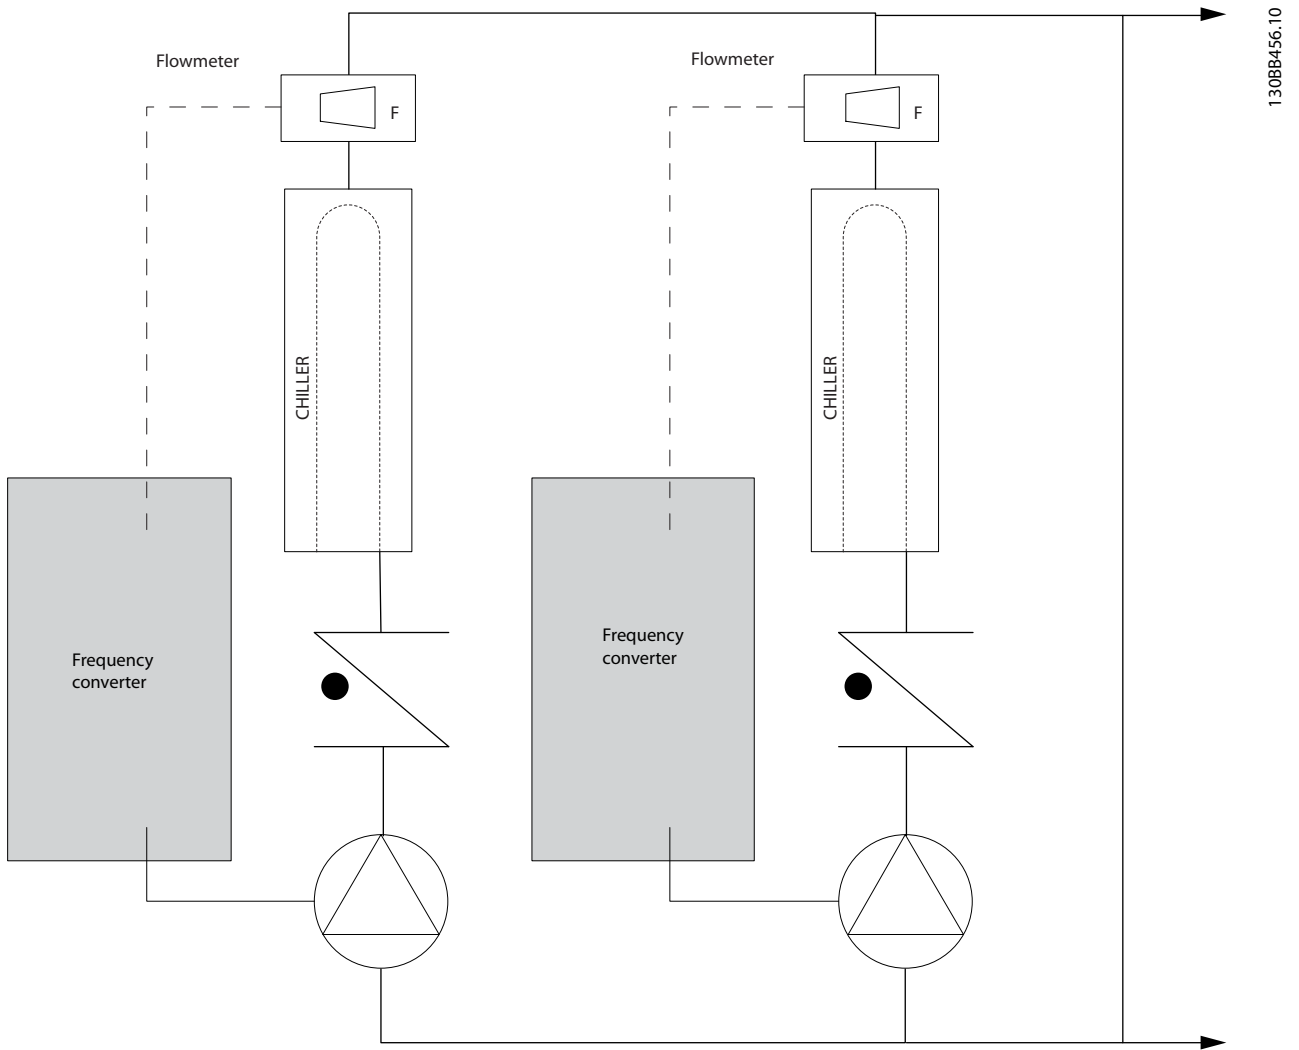 Flowmeter
F
Flowmeter
F
130BB456.10
CHILLER
CHILLER
Frequency
converter
Frequency
converter